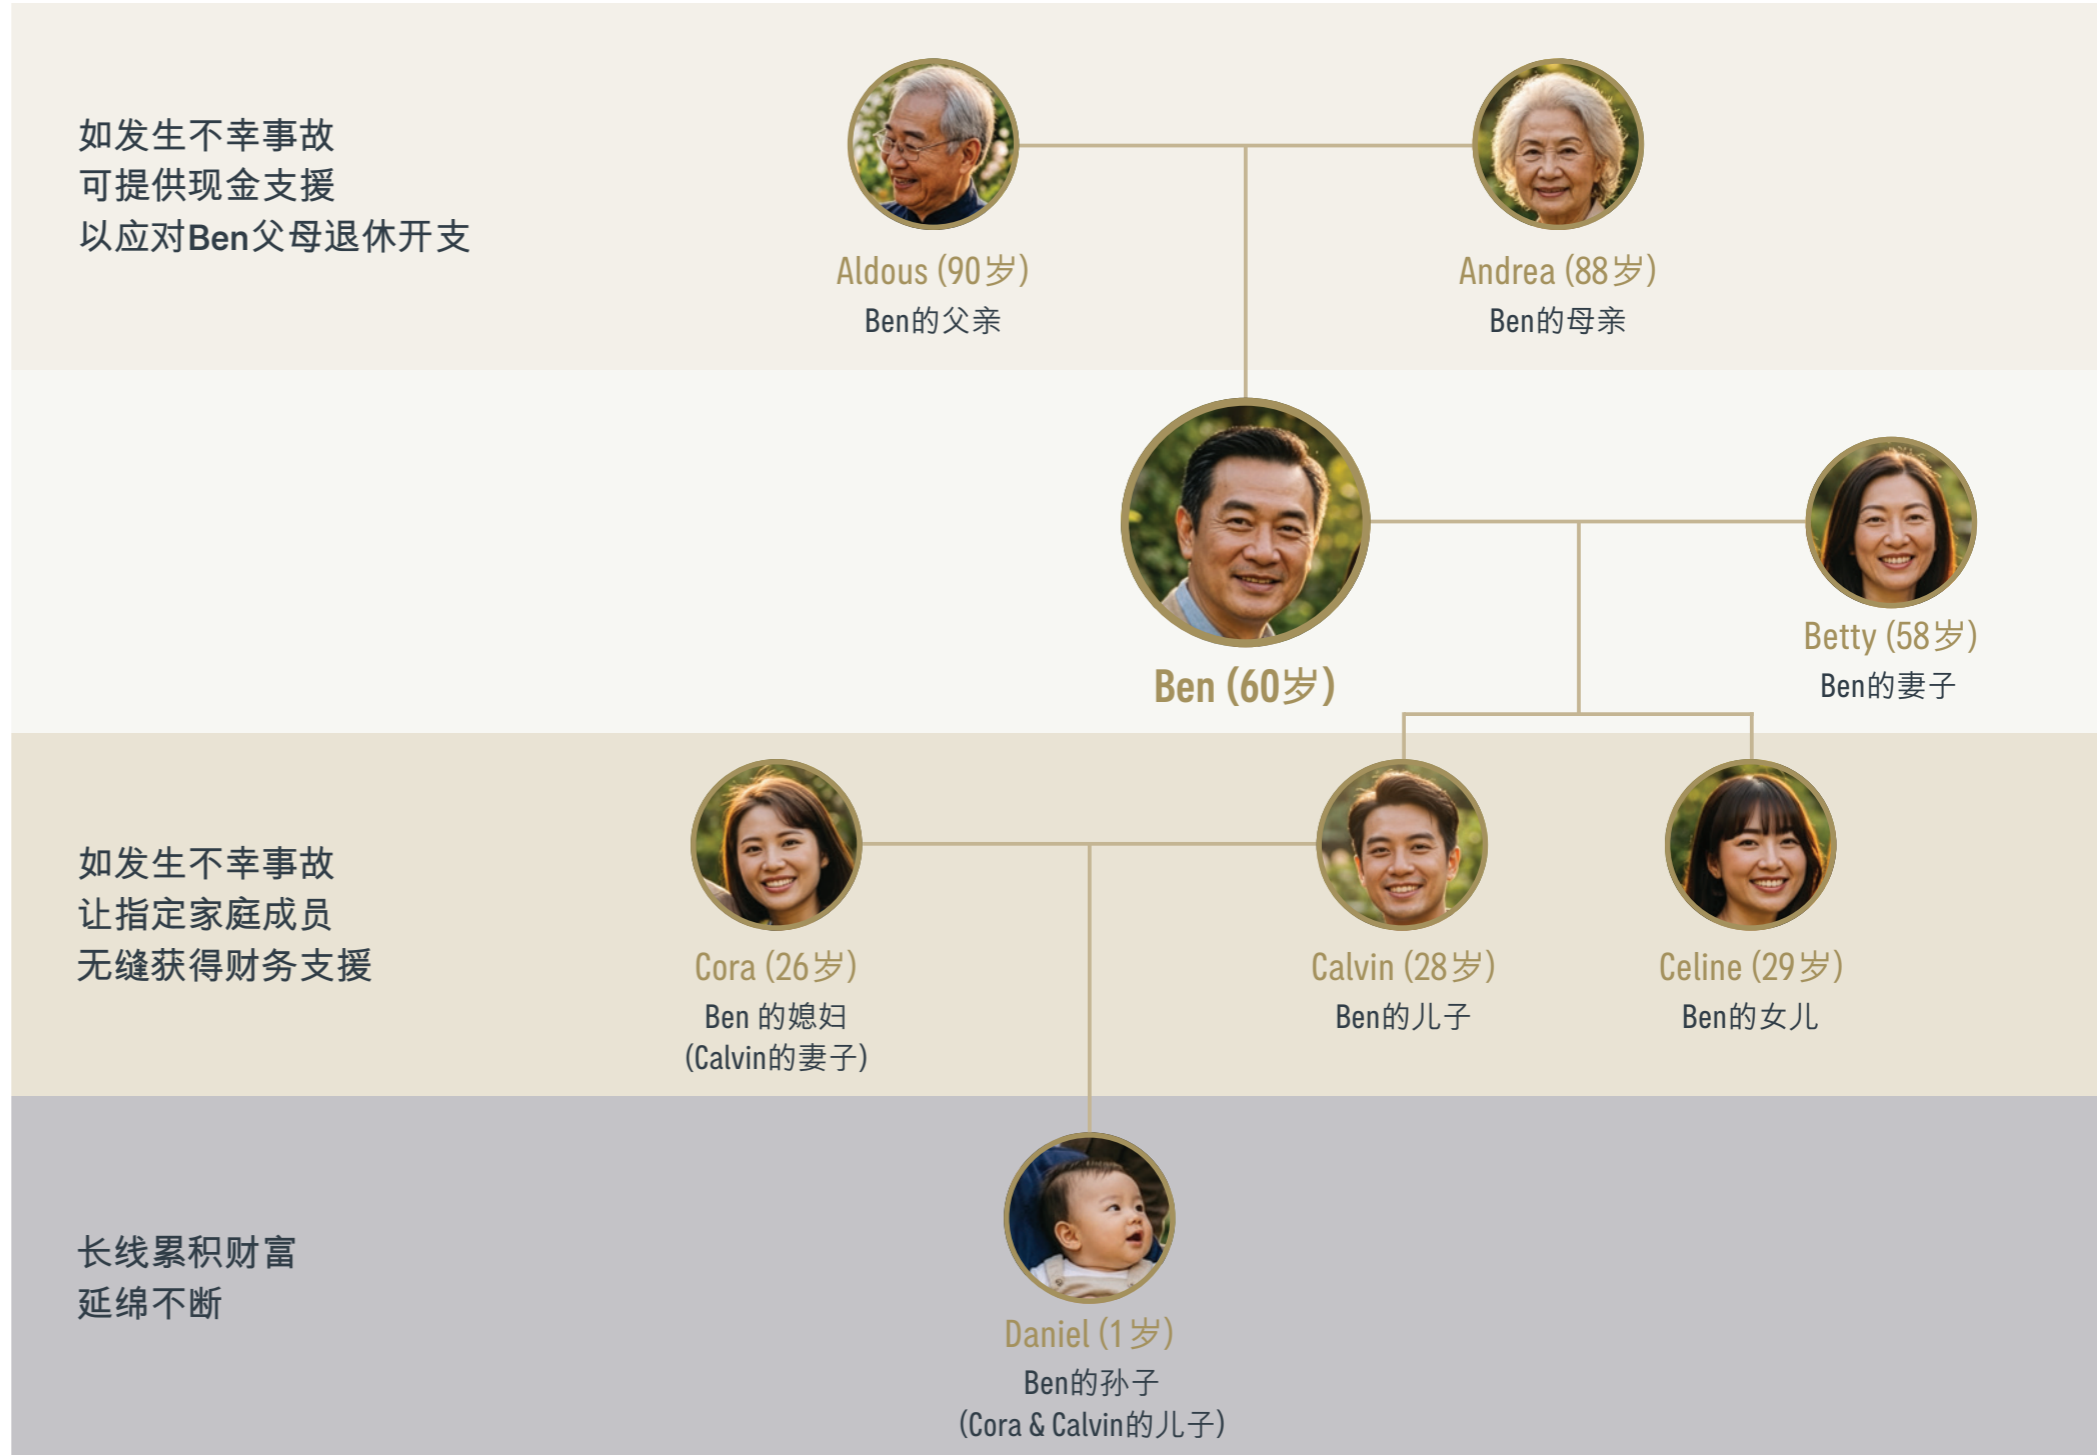 如发生不幸事故
可提供现金支援
以应对Ben父母退休开支
Aldous (90岁)
Ben的父亲
Andrea (88岁)
Ben的母亲
Ben (60岁)
Betty (58岁)
Ben的妻子
如发生不幸事故
让指定家庭成员
无缝获得财务支援
Cora (26岁)
Ben 的媳妇
(Calvin的妻子)
Calvin (28岁)
Ben的儿子
Celine (29岁)
Ben的女儿
长线累积财富
延绵不断
Daniel (1岁)
Ben的孙子
(Cora & Calvin的儿子)